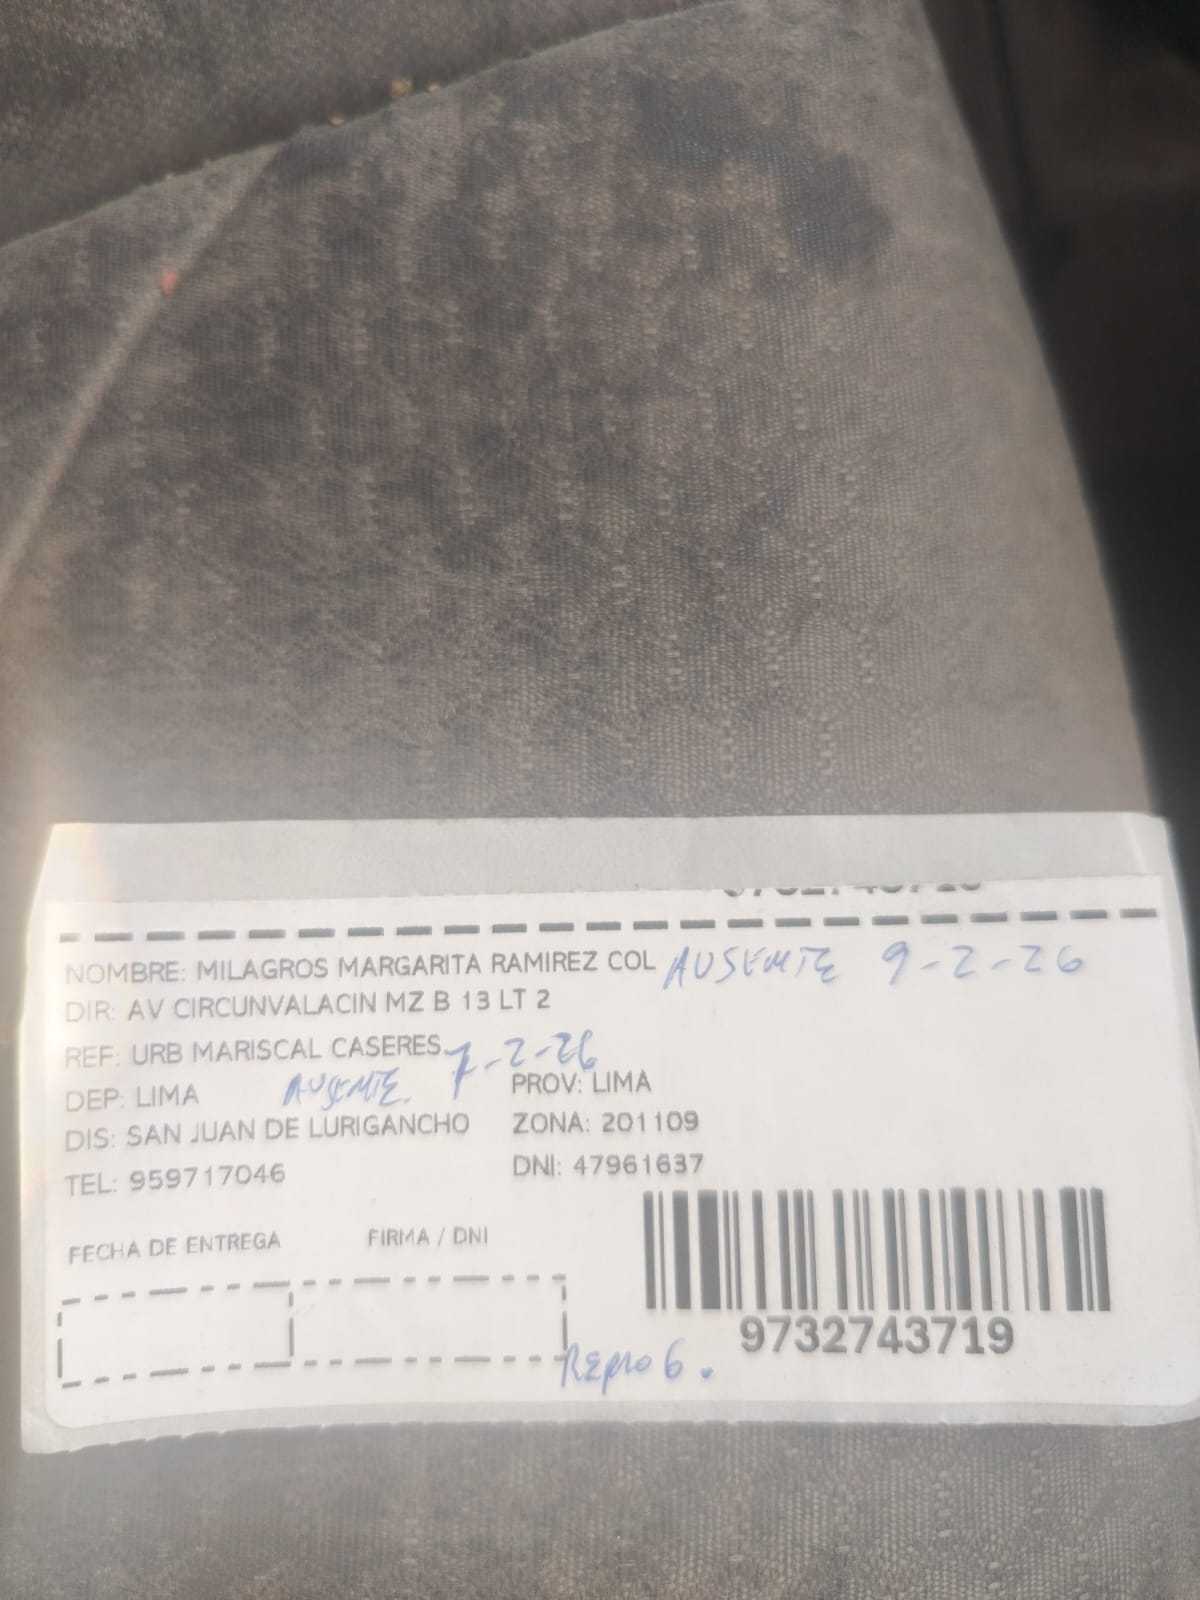 NOMBRE: MILAGROS MARGARITA RAMIREZ COL AUSENTE 9-2-26
DIR: AV CIRCUNVALACIN MZ B 13 LT 2
REF: URB MARISCAL CASERES 7-2-26
DEP: LIMA AUSENTE. PROV: LIMA
DIS: SAN JUAN DE LURIGANCHO ZONA: 201109
TEL: 959717046 DNI: 47961637
FECHA DE ENTREGA FIRMA / DNI
9732743719
Repro 6.